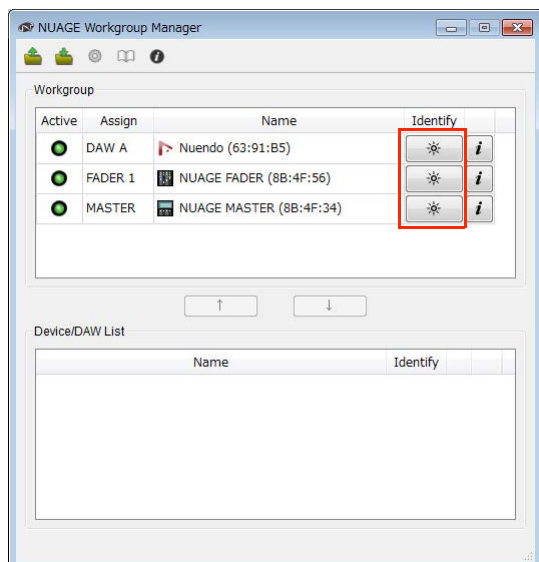 NUAGE Workgroup Manager
Workgroup
Active Assign Name Identify
DAW A Nuendo (63:91:B5) i
FADER 1 NUAGE FADER (8B:4F:56) i
MASTER NUAGE MASTER (8B:4F:34) i
↑ ↓
Device/DAW List
Name Identify